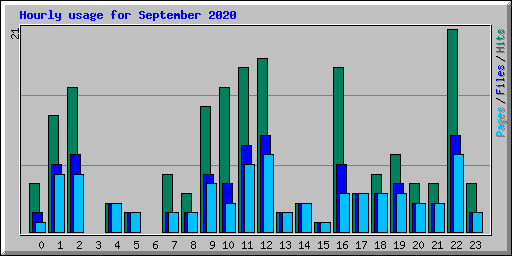 Hourly usage for September 2020
21
Pages / Files / Hits
0 1 2 3 4 5 6 7 8 9 10 11 12 13 14 15 16 17 18 19 20 21 22 23